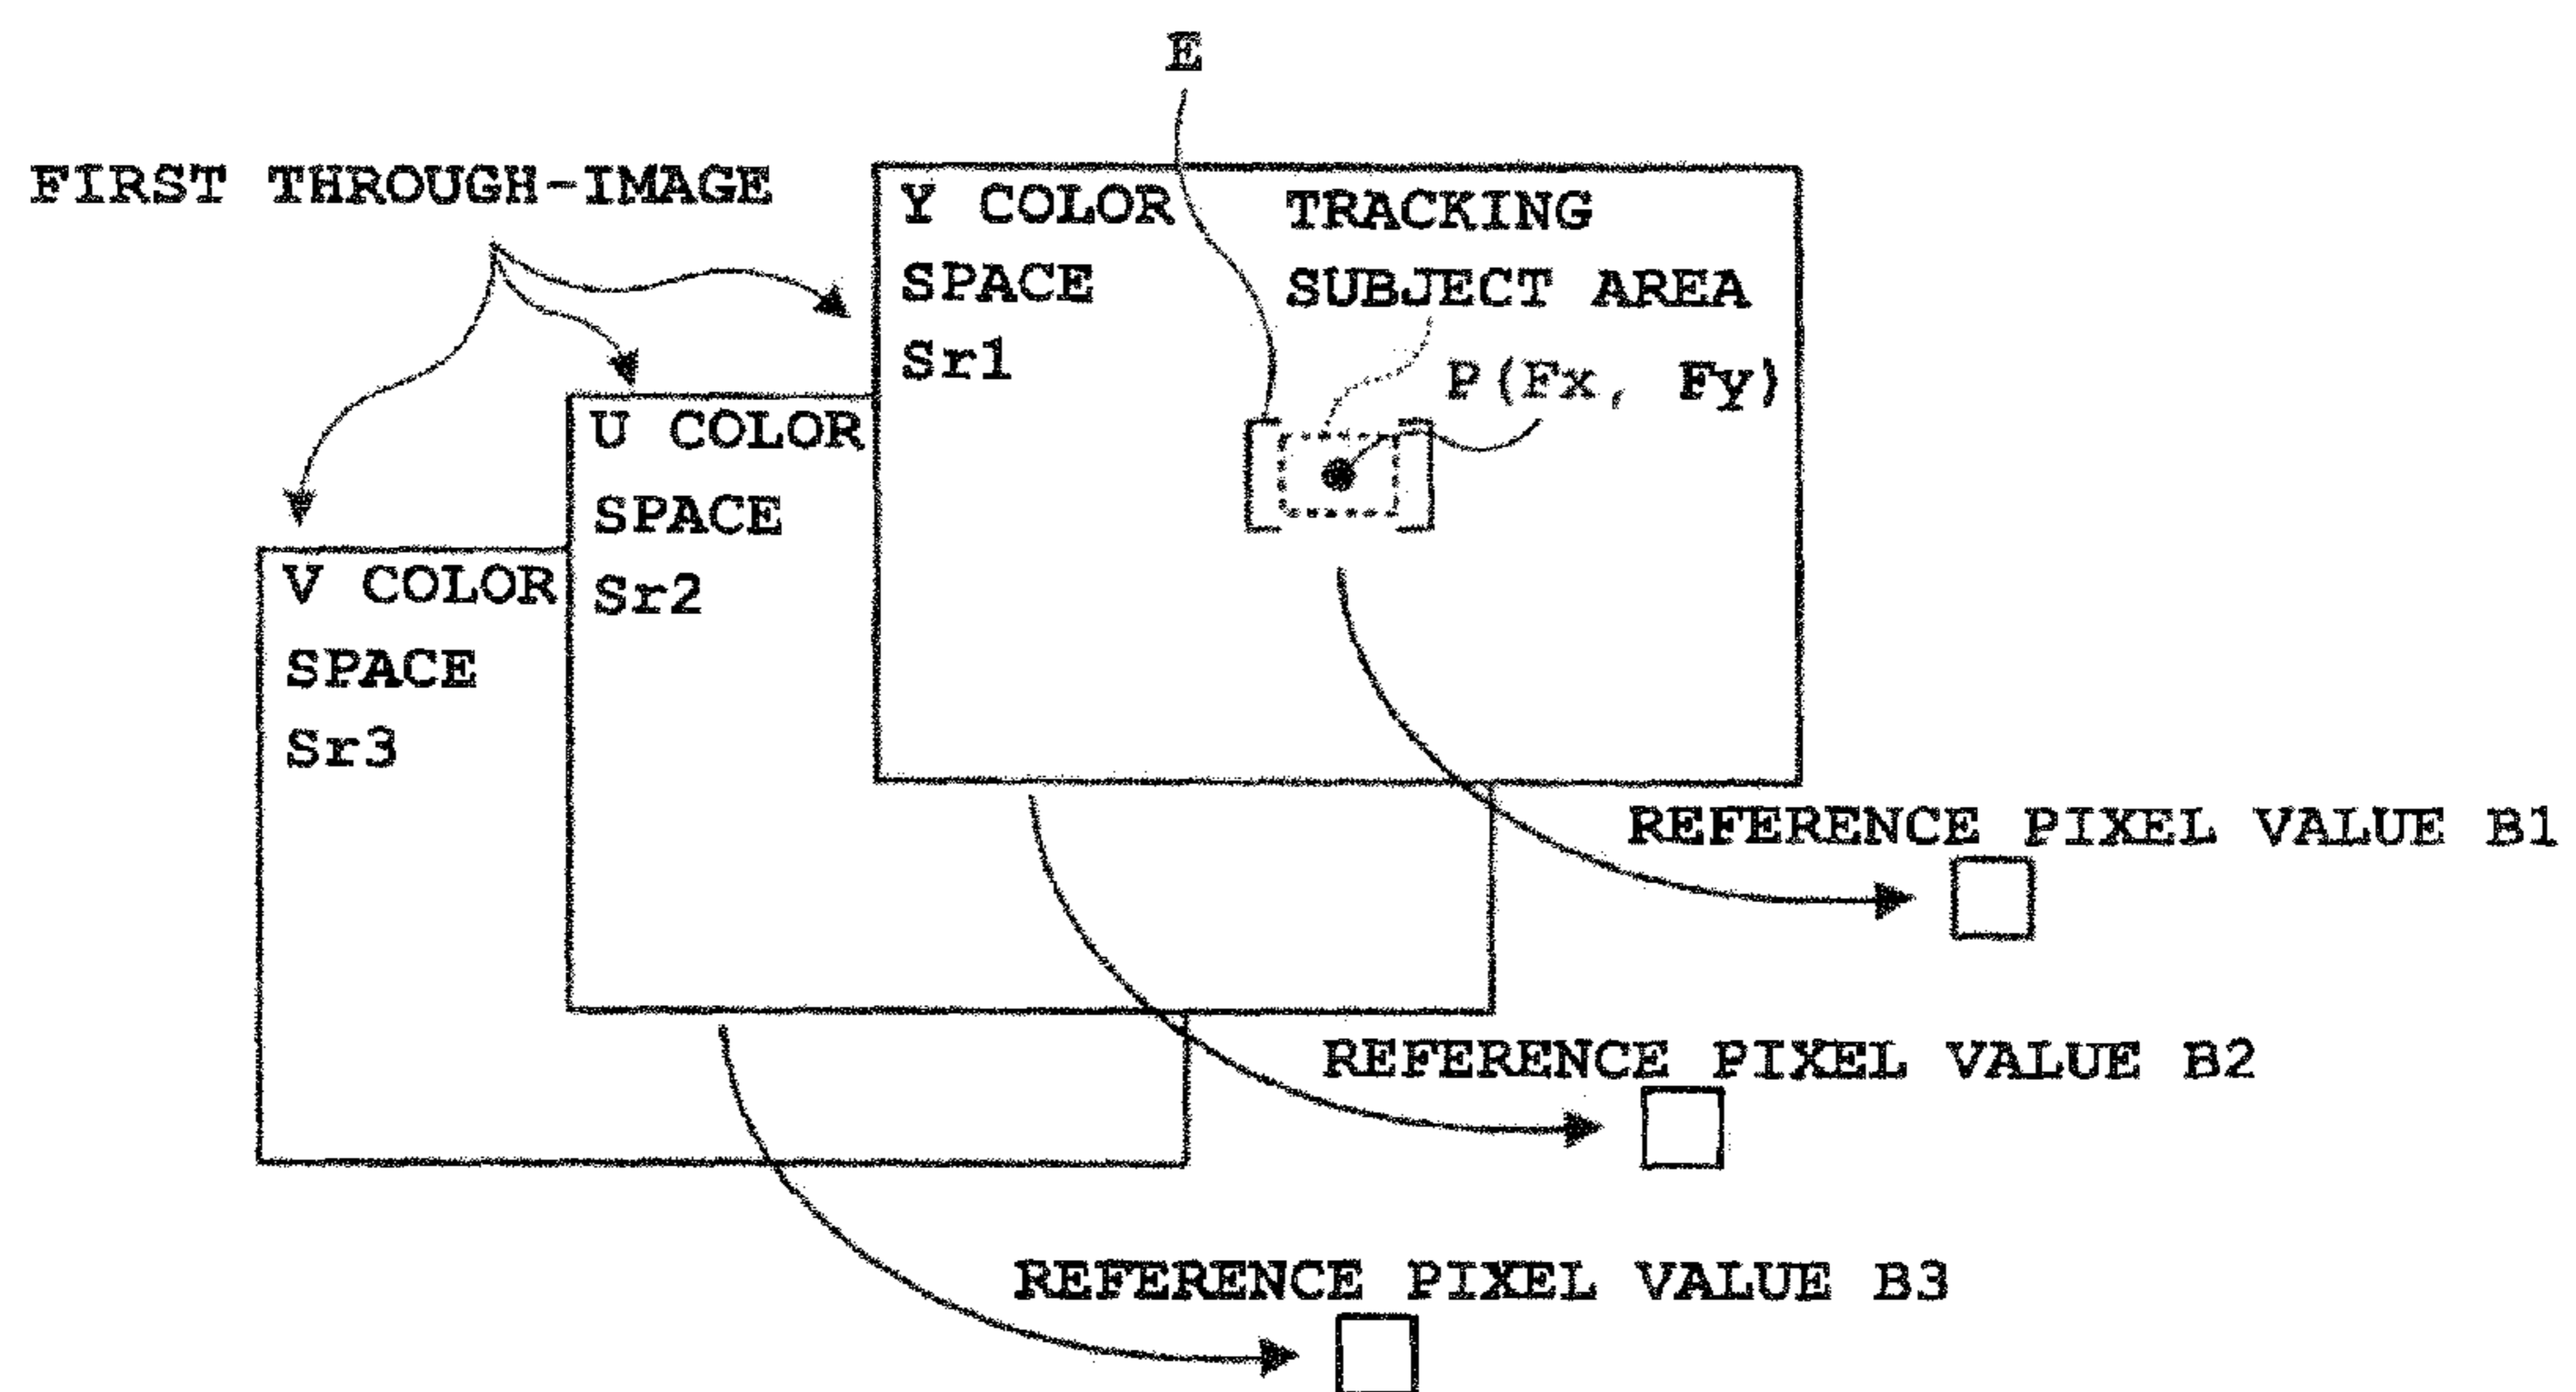 E
FIRST THROUGH-IMAGE
Y COLOR
SPACE
Sr1
TRACKING
SUBJECT AREA
P(Fx, Fy)
U COLOR
SPACE
Sr2
V COLOR
SPACE
Sr3
REFERENCE PIXEL VALUE B1
REFERENCE PIXEL VALUE B2
REFERENCE PIXEL VALUE B3